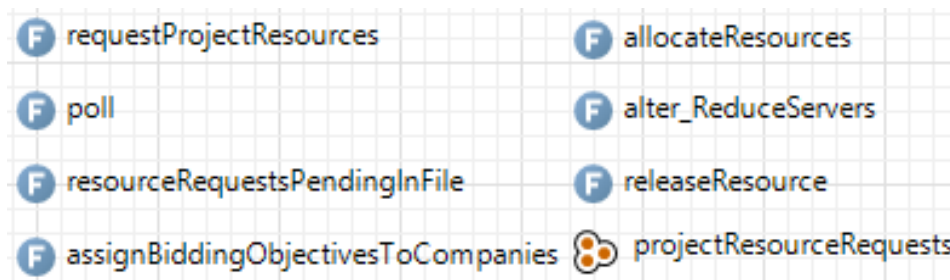 requestProjectResources
allocateResources
poll
alter_ReduceServers
resourceRequestsPendingInFile
releaseResource
assignBiddingObjectivesToCompanies
projectResourceRequests